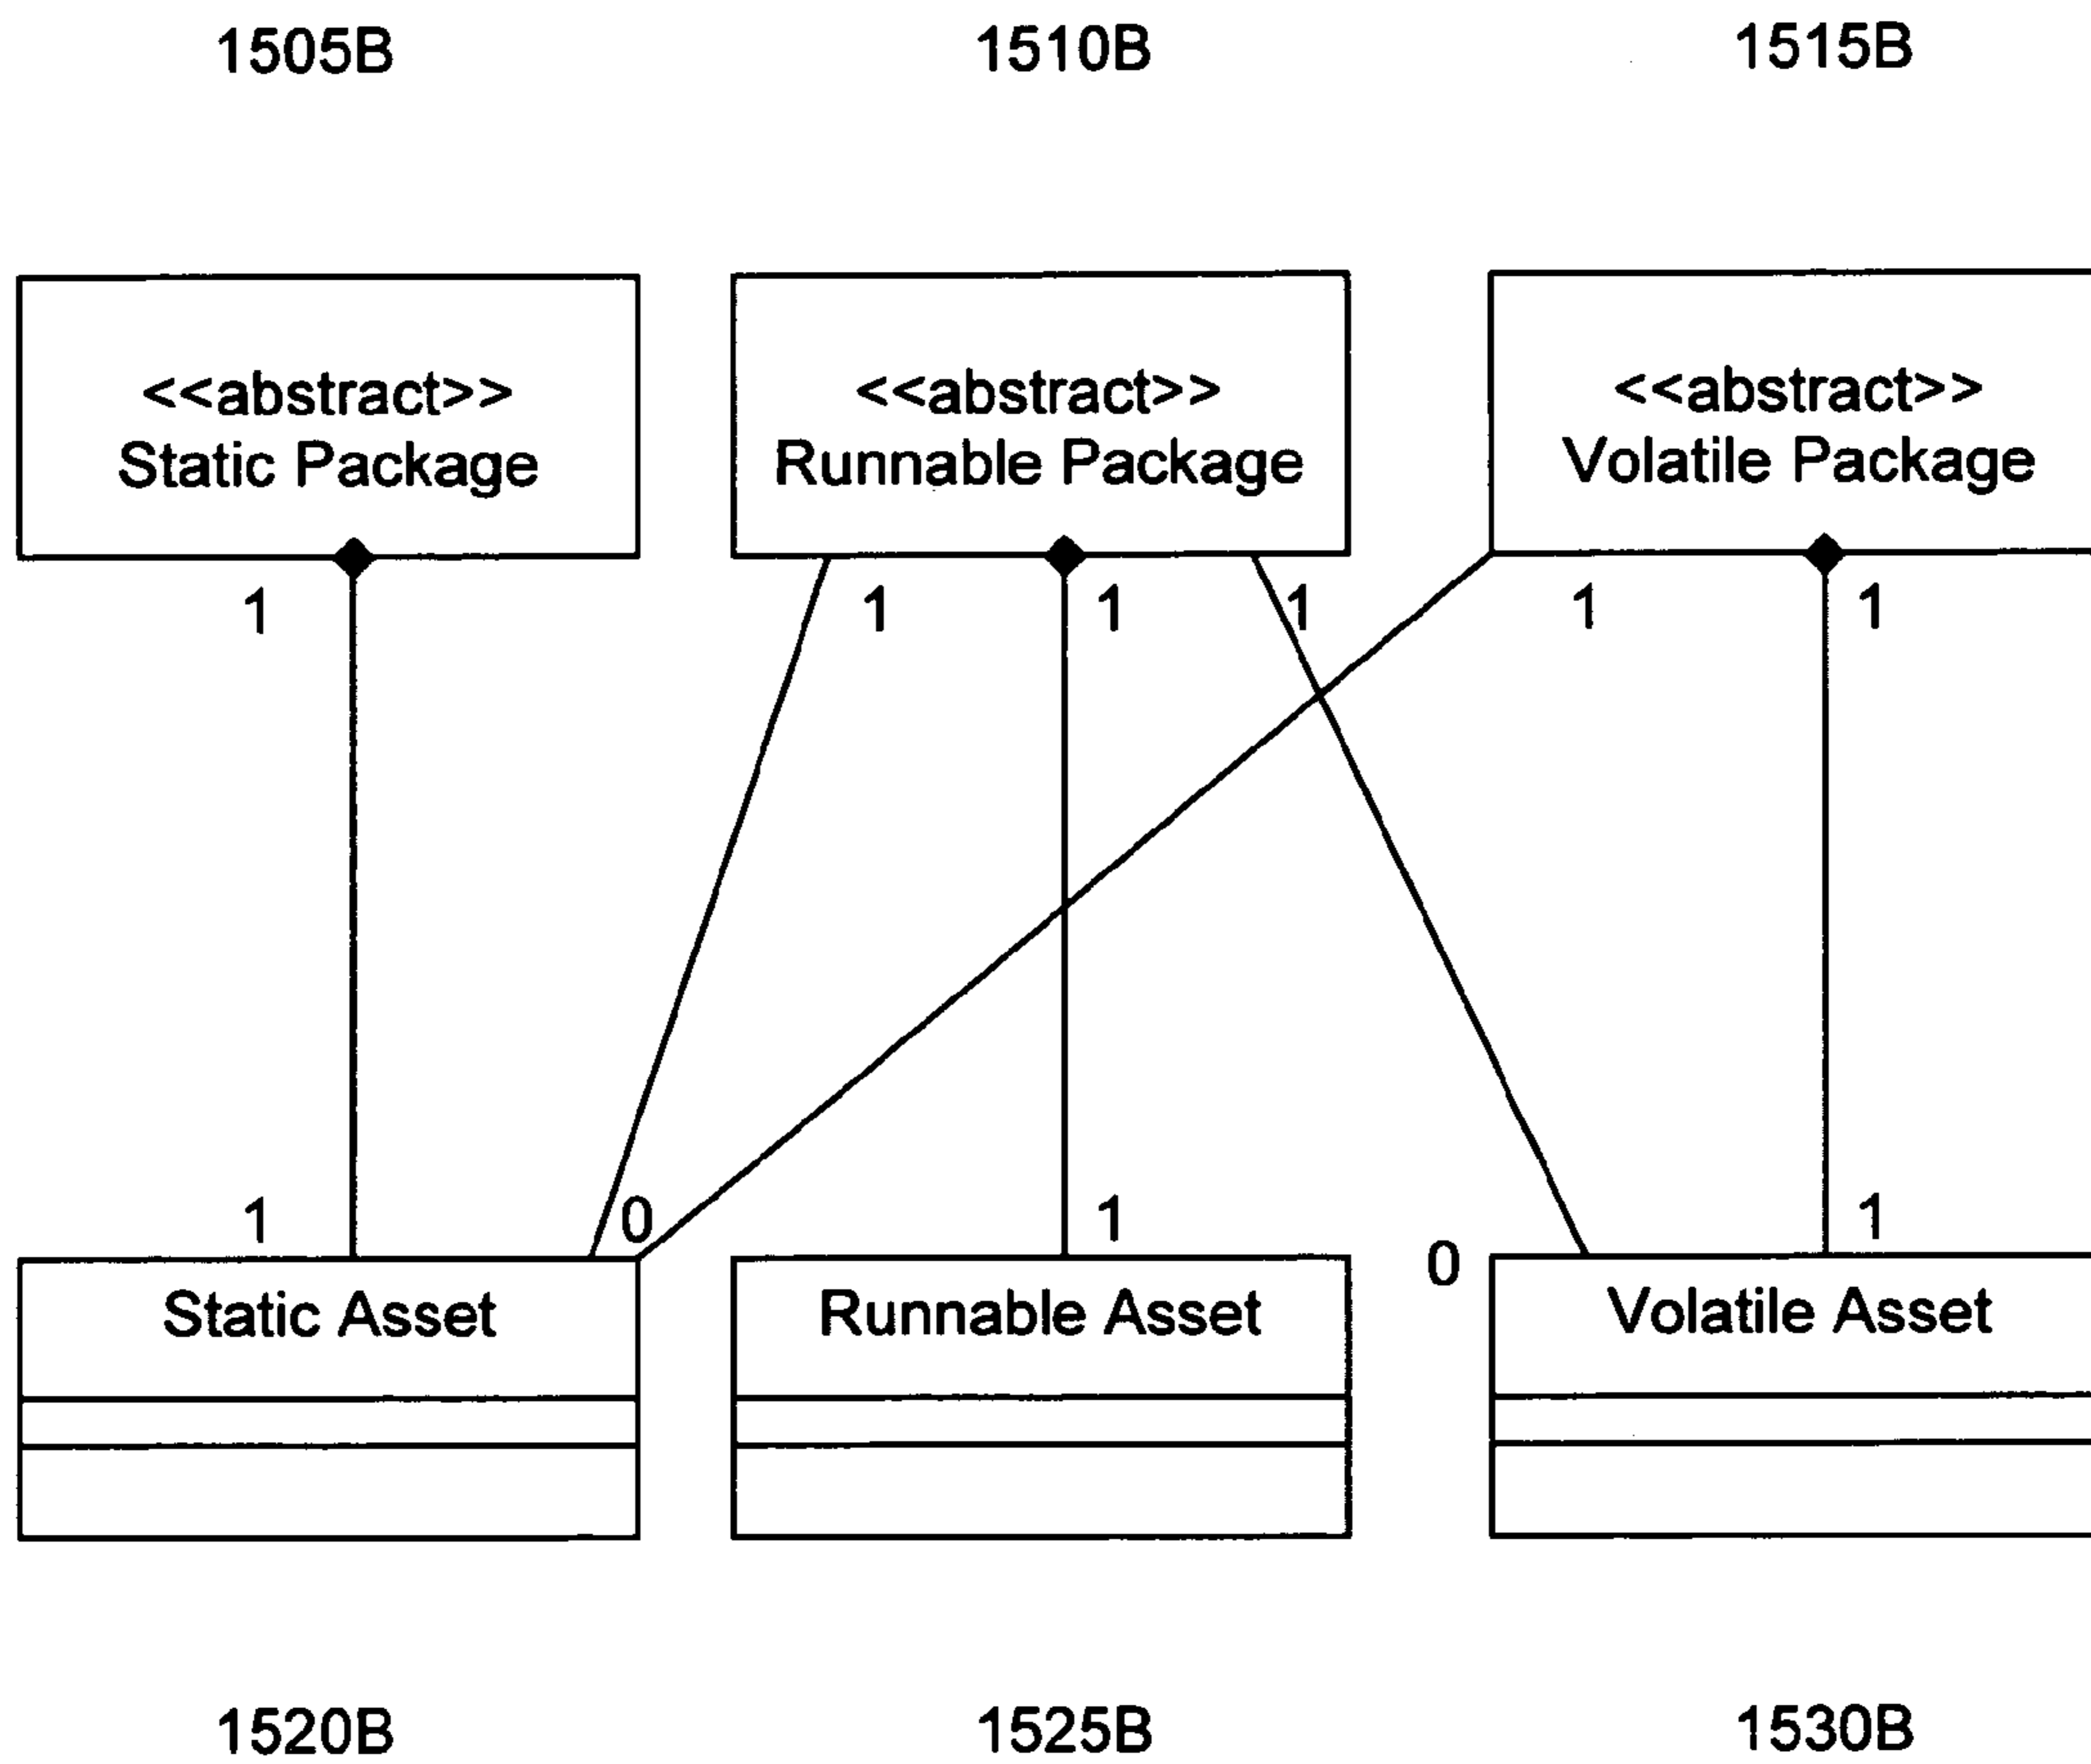 1505B 1510B 1515B
<<abstract>> <<abstract>> <<abstract>>
Static Package Runnable Package Volatile Package
1 1 1 1 1 1
1 0 1 0 1
Static Asset Runnable Asset Volatile Asset
1520B 1525B 1530B